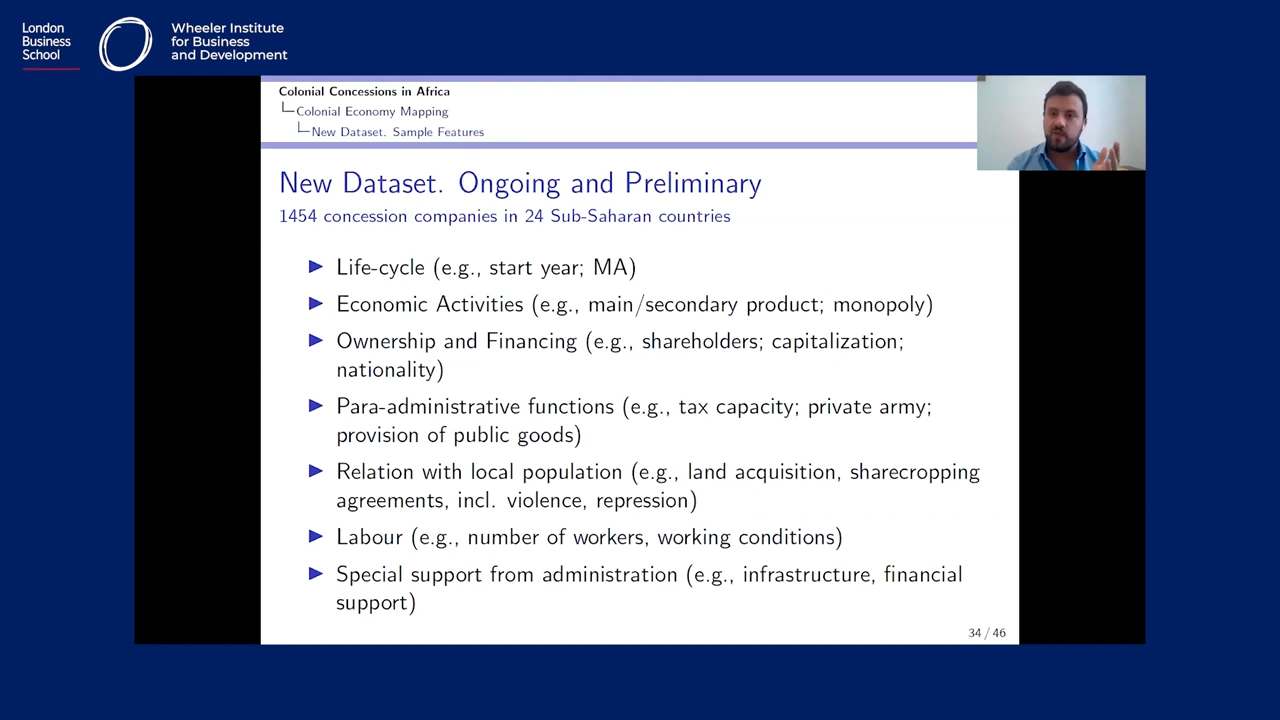 London
Business
School
Wheeler Institute
for Business
and Development
Colonial Concessions in Africa
Colonial Economy Mapping
New Dataset. Sample Features
New Dataset. Ongoing and Preliminary
1454 concession companies in 24 Sub-Saharan countries
Life-cycle (e.g., start year; MA)
Economic Activities (e.g., main/secondary product; monopoly)
Ownership and Financing (e.g., shareholders; capitalization;
nationality)
Para-administrative functions (e.g., tax capacity; private army;
provision of public goods)
Relation with local population (e.g., land acquisition, sharecropping
agreements, incl. violence, repression)
Labour (e.g., number of workers, working conditions)
Special support from administration (e.g., infrastructure, financial
support)
34 / 46